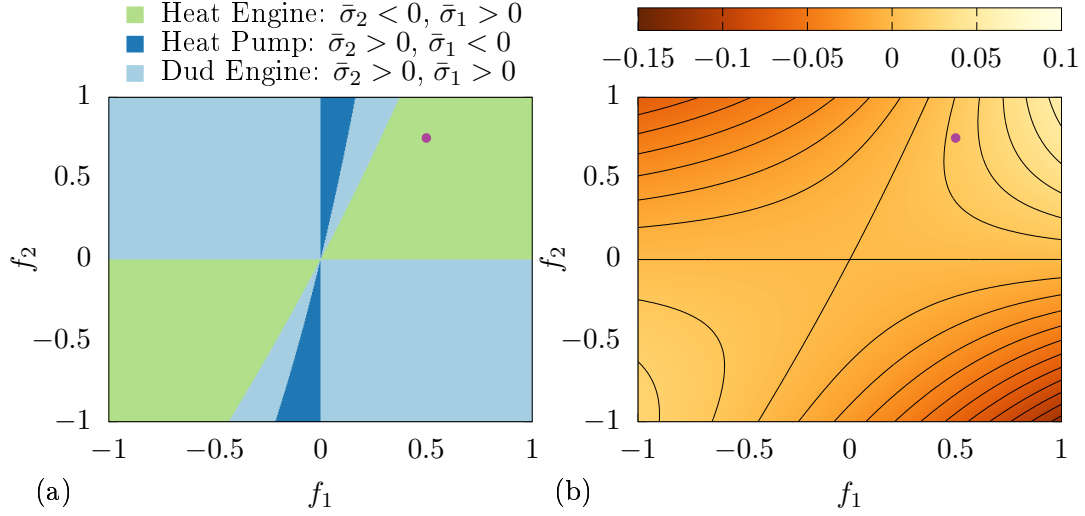 Heat Engine: σ̄₂ < 0, σ̄₁ > 0
Heat Pump: σ̄₂ > 0, σ̄₁ < 0
Dud Engine: σ̄₂ > 0, σ̄₁ > 0
1
0.5
0
−0.5
−1
f₂
−1 −0.5 0 0.5 1
f₁
(a)
−0.15 −0.1 −0.05 0 0.05 0.1
1
0.5
0
−0.5
−1
f₂
−1 −0.5 0 0.5 1
f₁
(b)